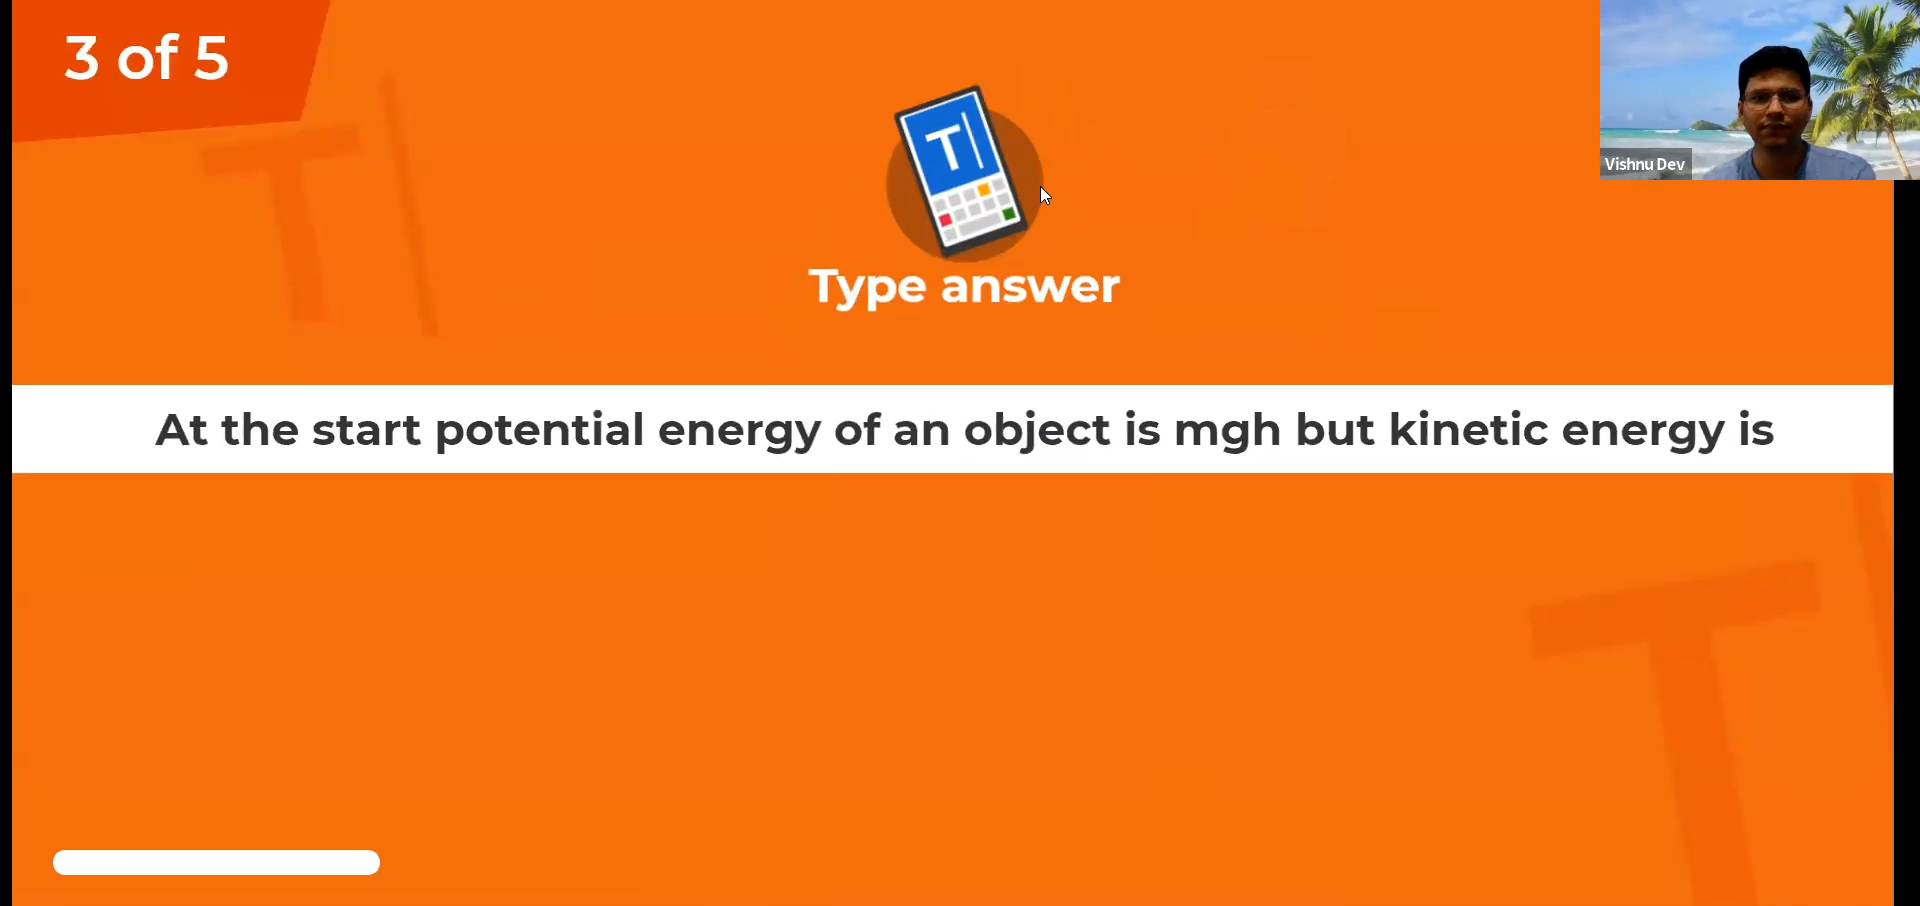 3 of 5
T
Vishnu Dev
Type answer
At the start potential energy of an object is mgh but kinetic energy is